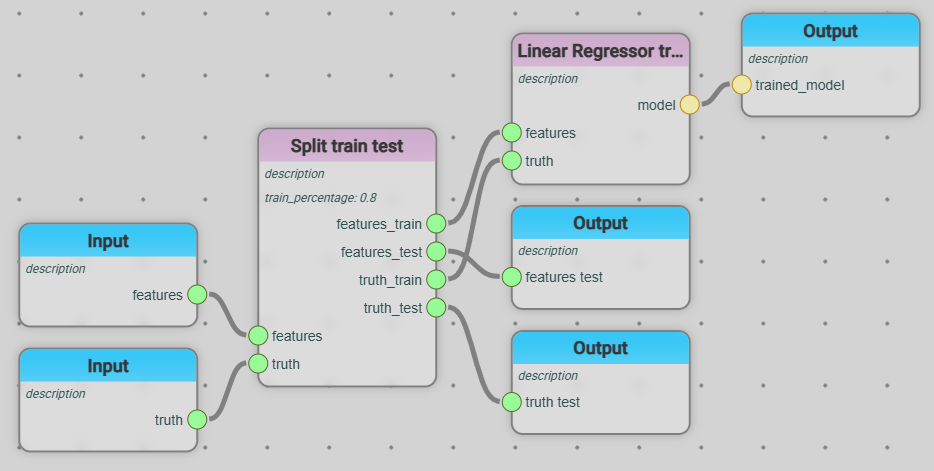 Input
description
features
Input
description
truth
Split train test
description
train_percentage: 0.8
features_train
features_test
truth_train
truth_test
features
truth
Linear Regressor tr...
description
model
features
truth
Output
description
trained_model
Output
description
features test
Output
description
truth test